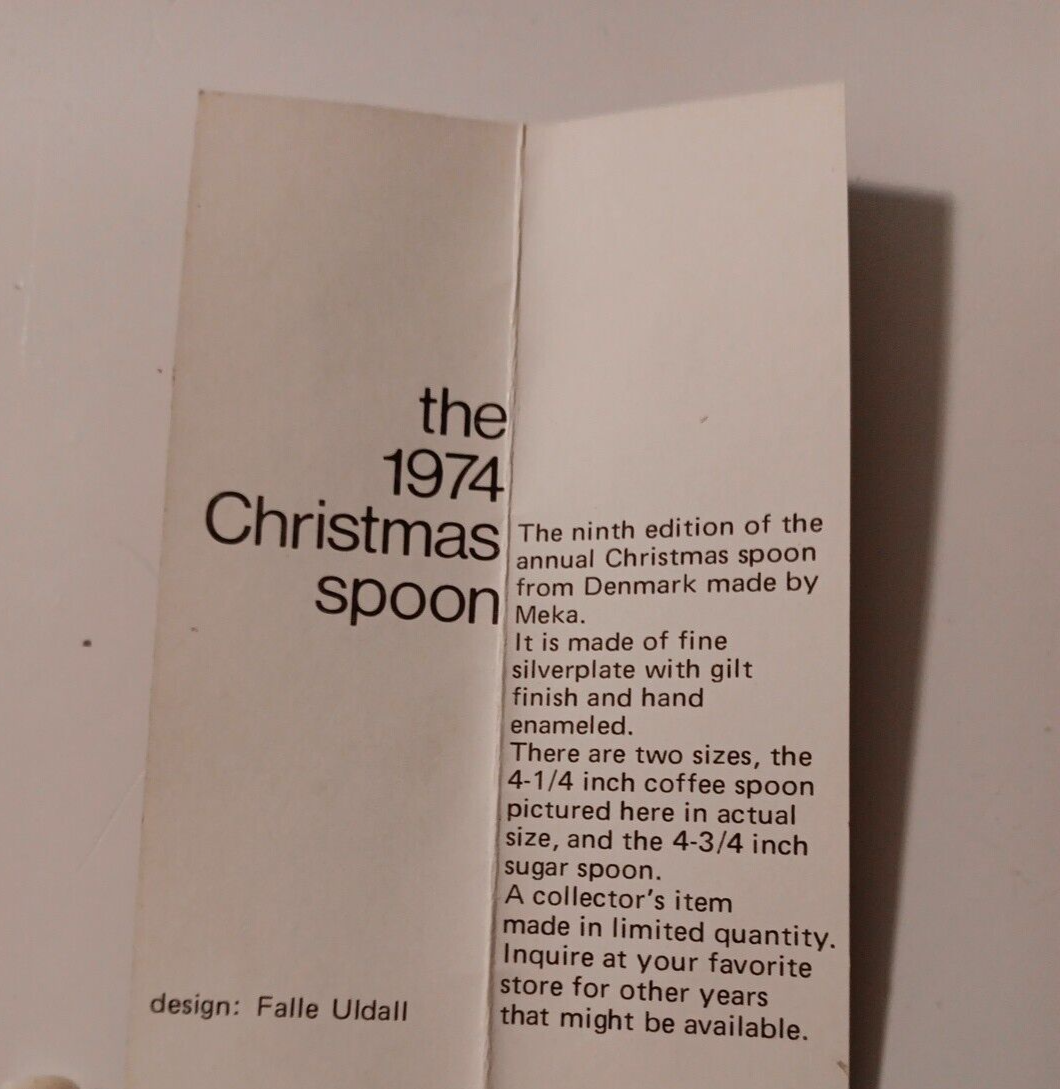 the
1974
Christmas
spoon
design: Falle Uldall
The ninth edition of the
annual Christmas spoon
from Denmark made by
Meka.
It is made of fine
silverplate with gilt
finish and hand
enameled.
There are two sizes, the
4-1/4 inch coffee spoon
pictured here in actual
size, and the 4-3/4 inch
sugar spoon.
A collector's item
made in limited quantity.
Inquire at your favorite
store for other years
that might be available.